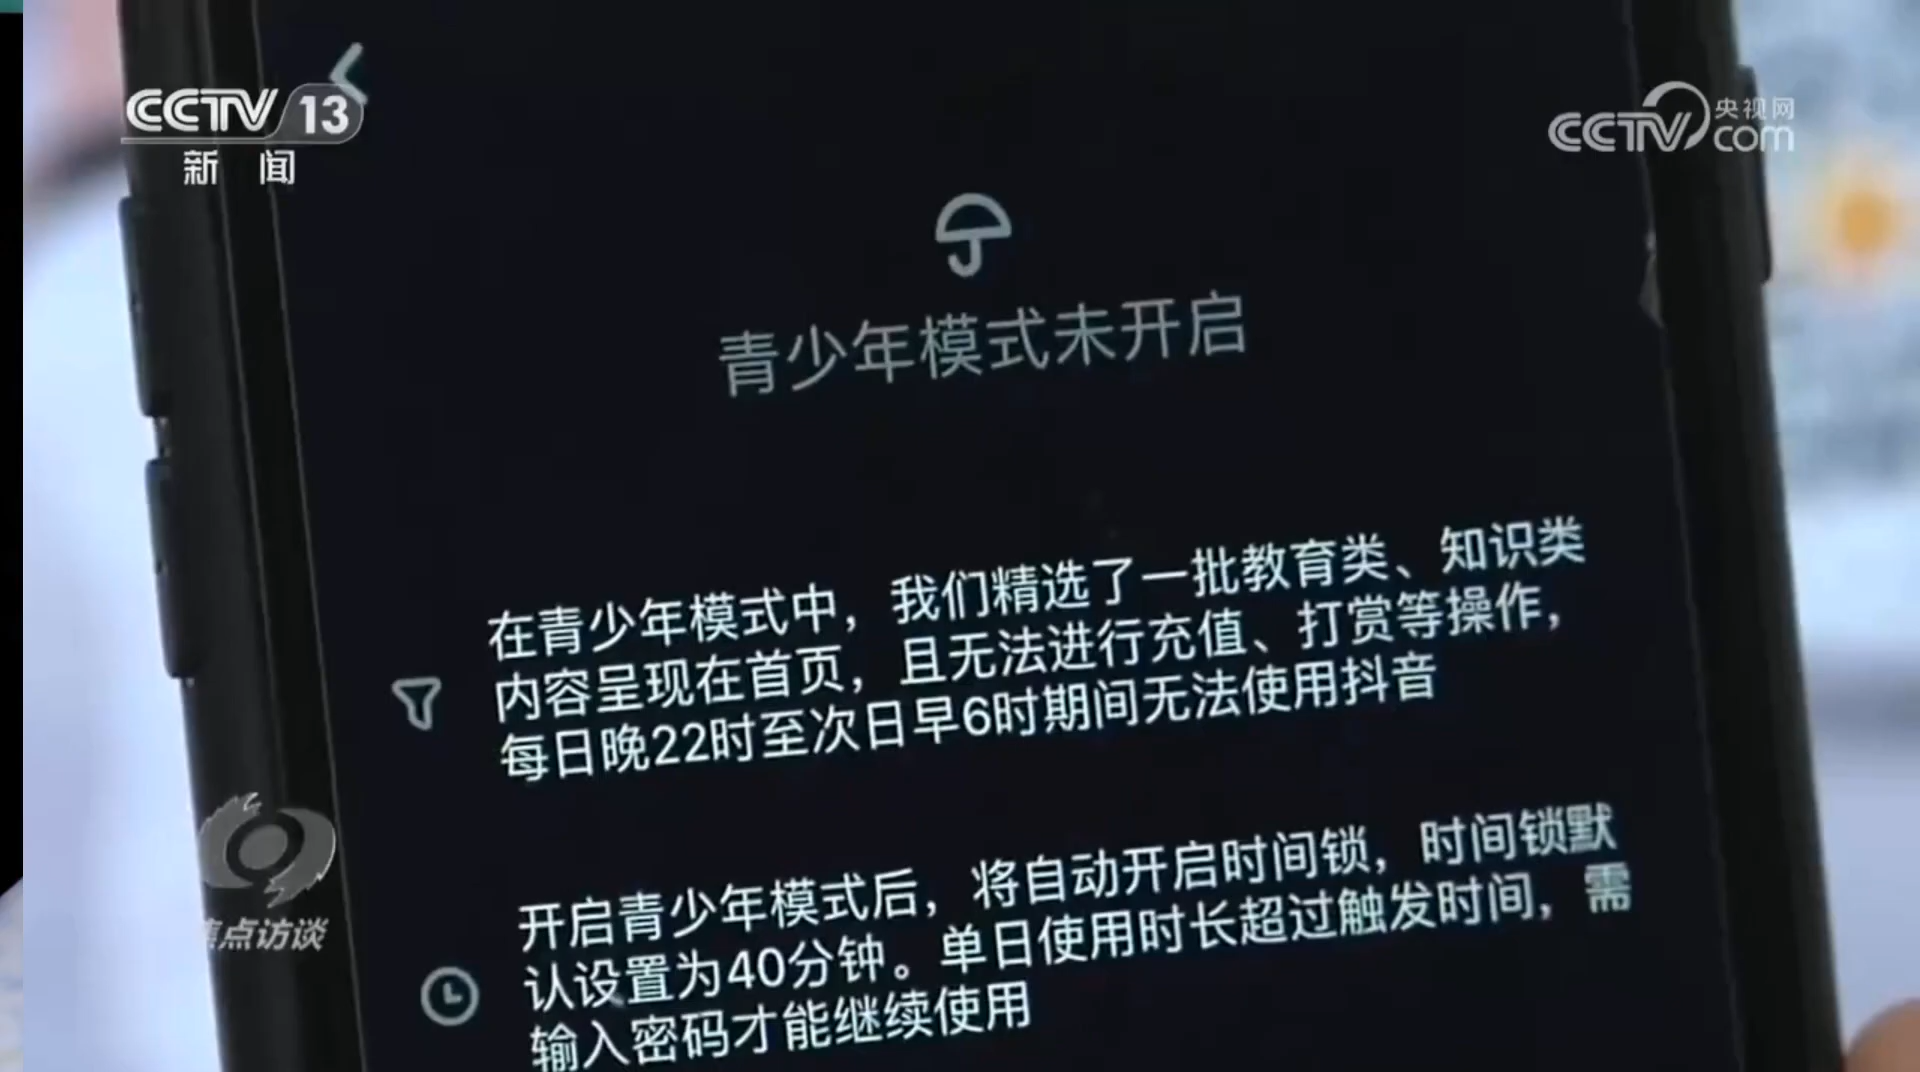 CCTV 13
新 闻
CCTV 央视网
com
青少年模式未开启
在青少年模式中，我们精选了一批教育类、知识类
内容呈现在首页，且无法进行充值、打赏等操作，
每日晚22时至次日早6时期间无法使用抖音
开启青少年模式后，将自动开启时间锁，时间锁默
认设置为40分钟。单日使用时长超过触发时间，需
输入密码才能继续使用
焦点访谈